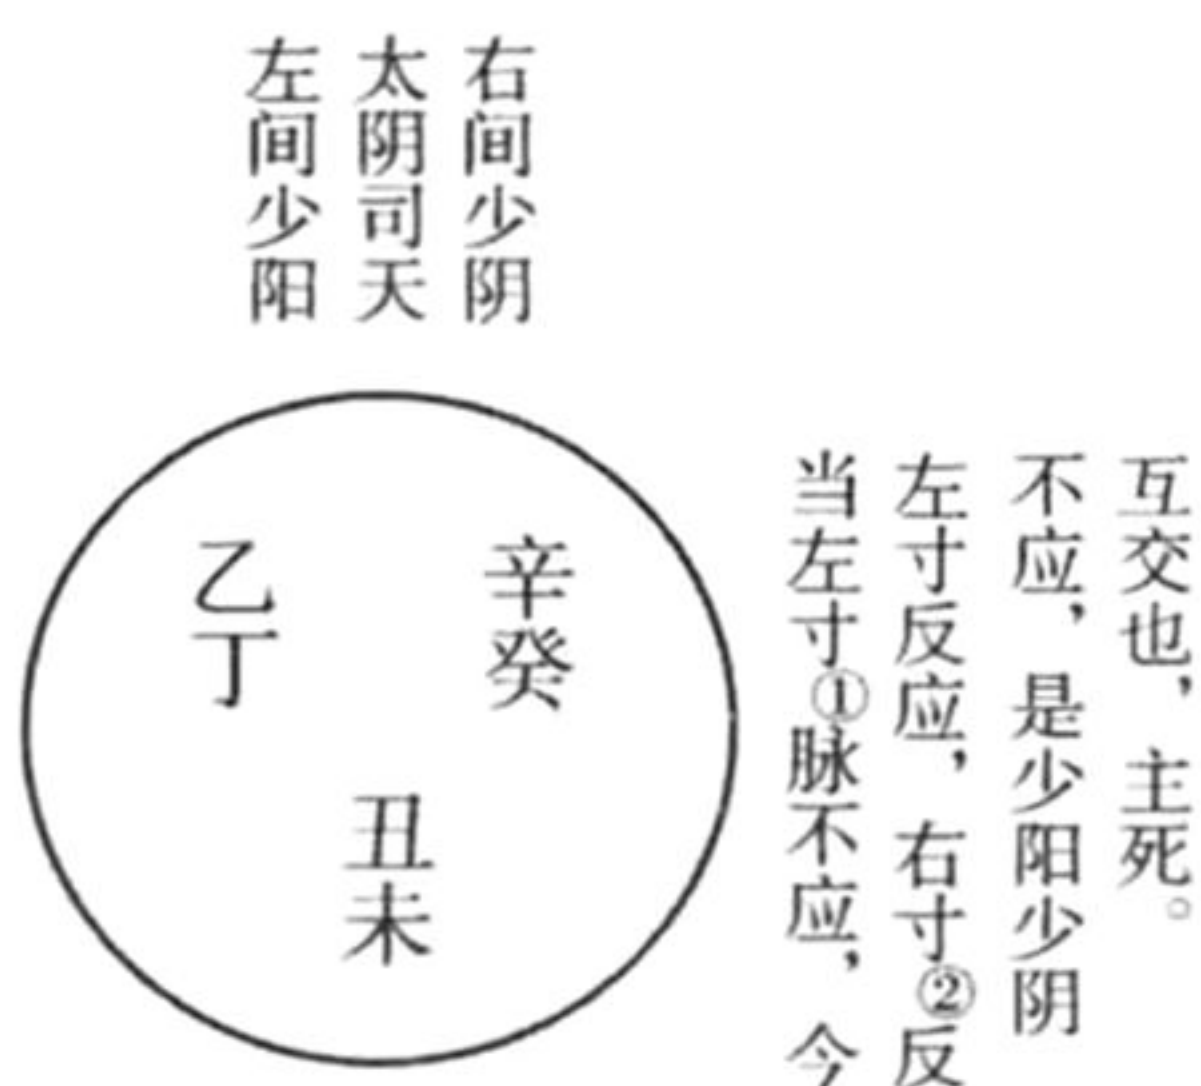 左间少阳
太阴司天
右间少阴
乙丁
辛癸
丑未
当左寸①脉不应，今
左寸反应，右寸②反
不应，是少阳少阴
互交也，主死。